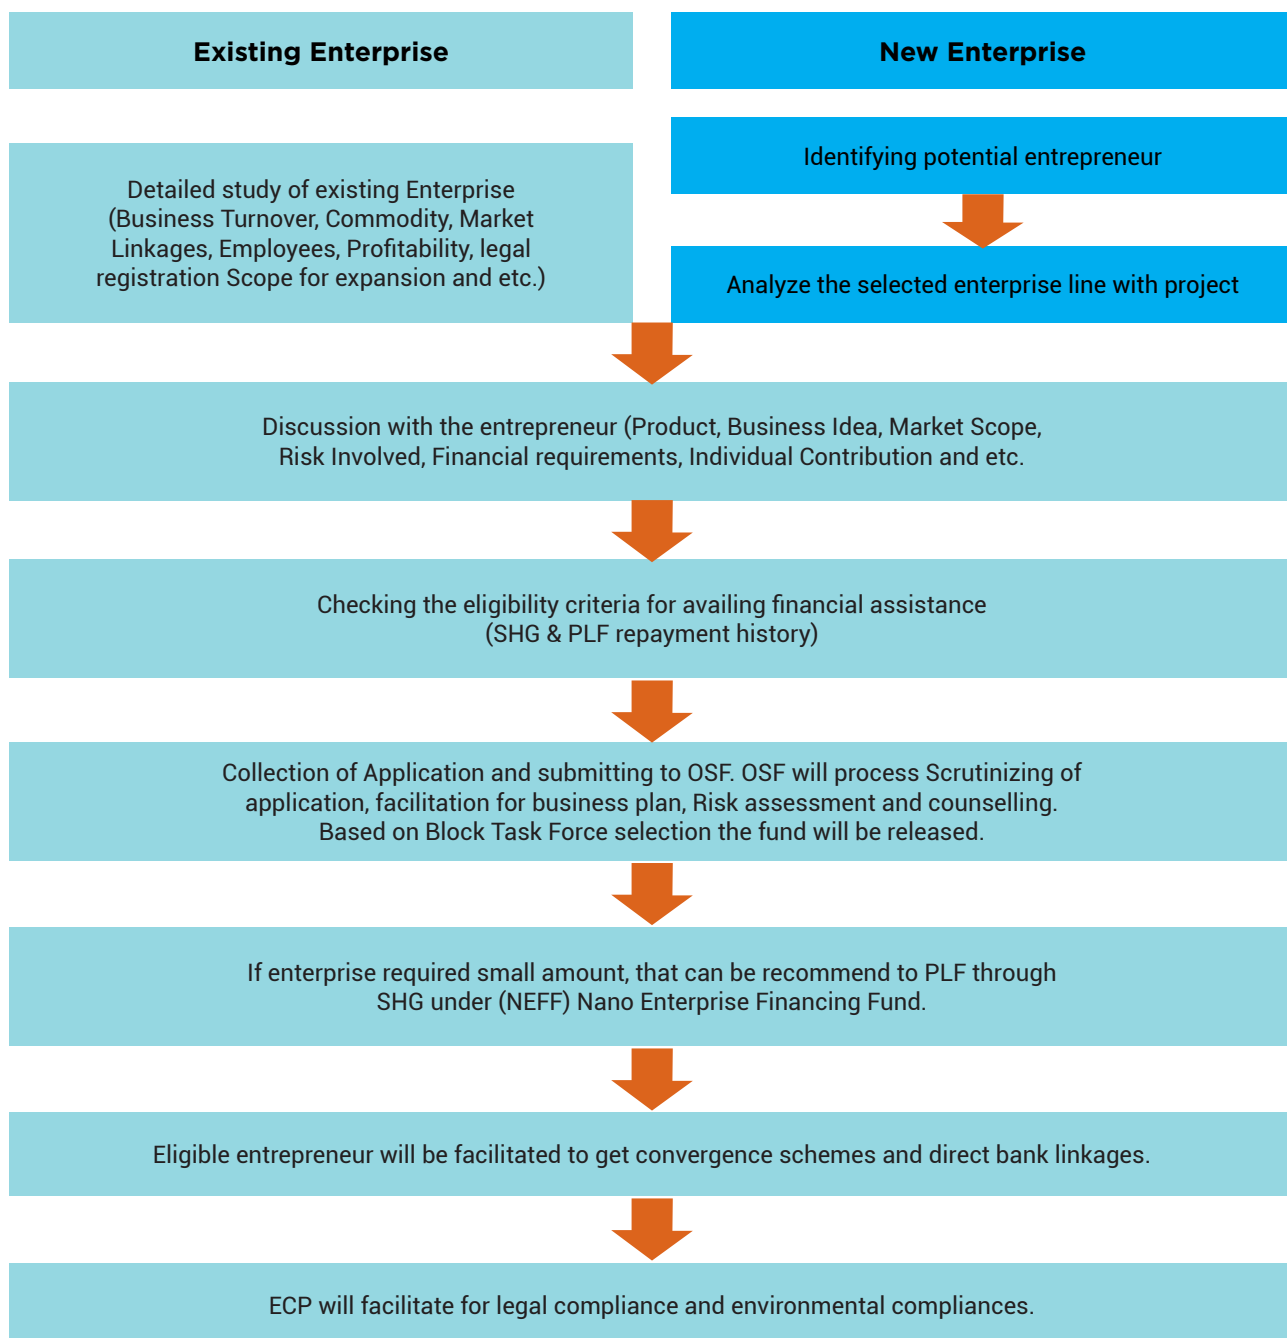 Existing Enterprise
New Enterprise
Detailed study of existing Enterprise
(Business Turnover, Commodity, Market
Linkages, Employees, Profitability, legal
registration Scope for expansion and etc.)
Identifying potential entrepreneur
Analyze the selected enterprise line with project
Discussion with the entrepreneur (Product, Business Idea, Market Scope,
Risk Involved, Financial requirements, Individual Contribution and etc.
Checking the eligibility criteria for availing financial assistance
(SHG & PLF repayment history)
Collection of Application and submitting to OSF. OSF will process Scrutinizing of
application, facilitation for business plan, Risk assessment and counselling.
Based on Block Task Force selection the fund will be released.
If enterprise required small amount, that can be recommend to PLF through
SHG under (NEFF) Nano Enterprise Financing Fund.
Eligible entrepreneur will be facilitated to get convergence schemes and direct bank linkages.
ECP will facilitate for legal compliance and environmental compliances.